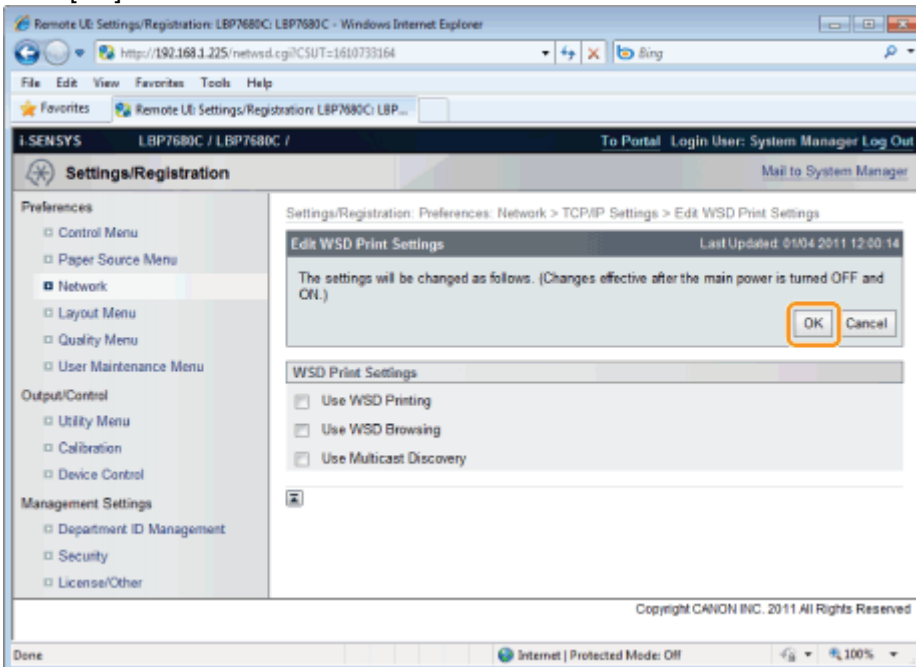 Remote UI: Settings/Registration: LBP7680C: LBP7680C - Windows Internet Explorer
http://192.168.1.225/netwsd.cgi?CSUT=1610733164
Bing
File Edit View Favorites Tools Help
Favorites Remote UI: Settings/Registration: LBP7680C: LBP...
i-SENSYS LBP7680C / LBP7680C / To Portal Login User: System Manager Log Out
Settings/Registration Mail to System Manager
Preferences
Control Menu
Paper Source Menu
Network
Layout Menu
Quality Menu
User Maintenance Menu
Output/Control
Utility Menu
Calibration
Device Control
Management Settings
Department ID Management
Security
License/Other
Settings/Registration: Preferences: Network > TCP/IP Settings > Edit WSD Print Settings
Edit WSD Print Settings Last Updated: 01/04 2011 12:00:14
The settings will be changed as follows. (Changes effective after the main power is turned OFF and
ON.)
OK Cancel
WSD Print Settings
Use WSD Printing
Use WSD Browsing
Use Multicast Discovery
Copyright CANON INC. 2011 All Rights Reserved
Done Internet | Protected Mode: Off 100%